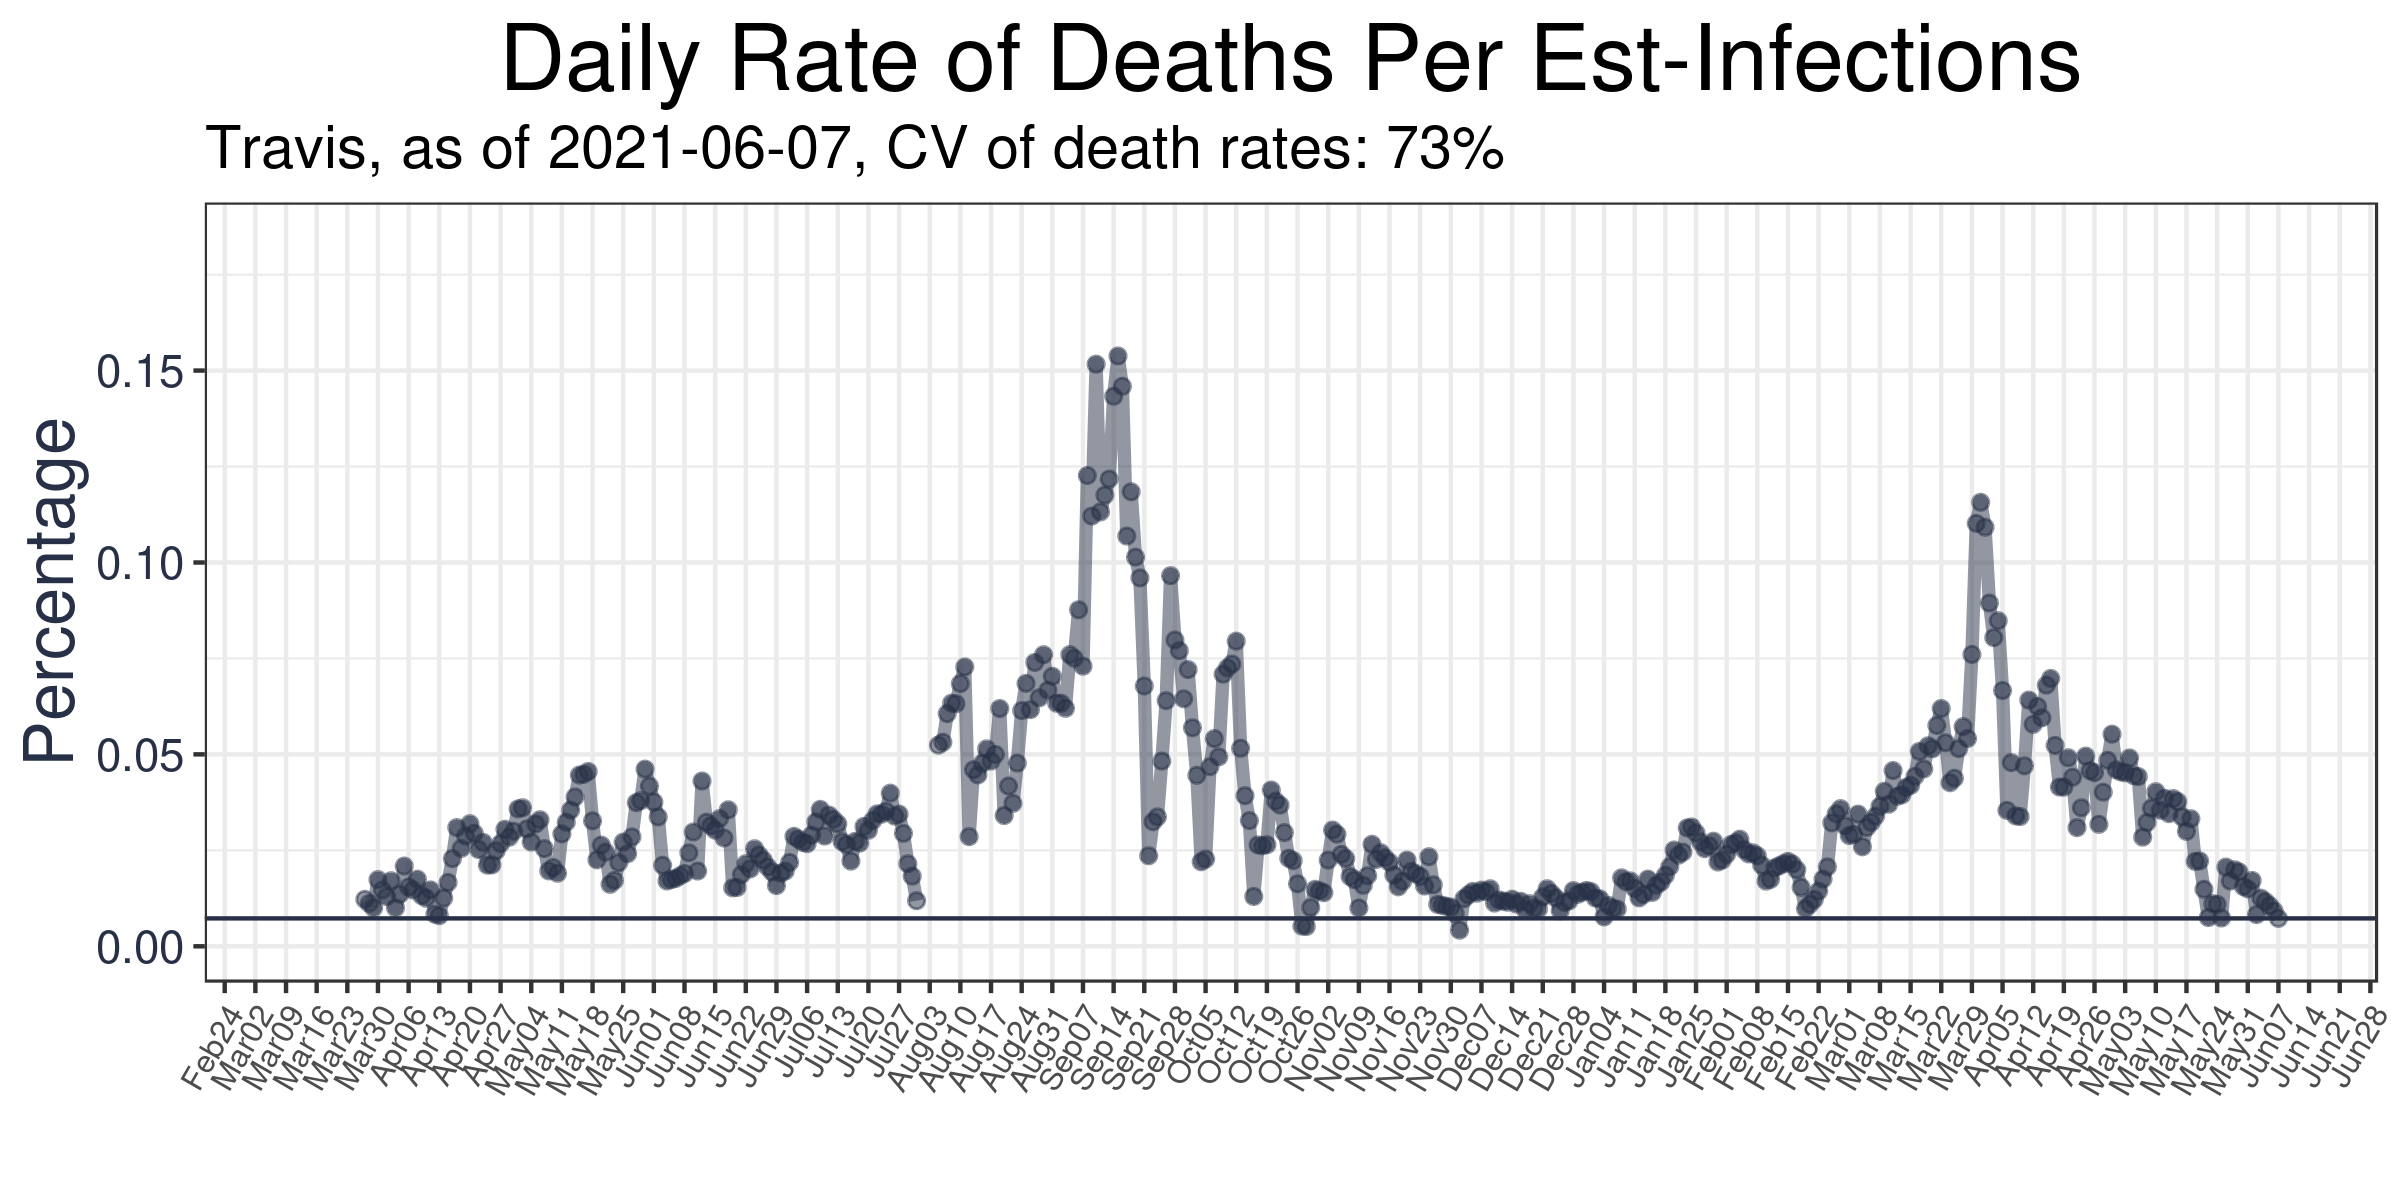 Daily Rate of Deaths Per Est-Infections
Travis, as of 2021-06-07, CV of death rates: 73%
Percentage
0.15
0.10
0.05
0.00
Feb24
Mar02
Mar09
Mar16
Mar23
Mar30
Apr06
Apr13
Apr20
Apr27
May04
May11
May18
May25
Jun01
Jun08
Jun15
Jun22
Jun29
Jul06
Jul13
Jul20
Jul27
Aug03
Aug10
Aug17
Aug24
Aug31
Sep07
Sep14
Sep21
Sep28
Oct05
Oct12
Oct19
Oct26
Nov02
Nov09
Nov16
Nov23
Nov30
Dec07
Dec14
Dec21
Dec28
Jan04
Jan11
Jan18
Jan25
Feb01
Feb08
Feb15
Feb22
Mar01
Mar08
Mar15
Mar22
Mar29
Apr05
Apr12
Apr19
Apr26
May03
May10
May17
May24
May31
Jun07
Jun14
Jun21
Jun28